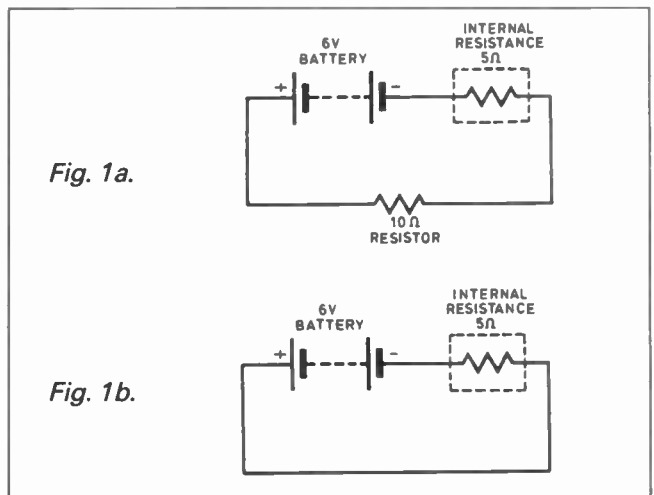 INTERNAL
RESISTANCE
5Ω
6V
BATTERY
+
-
Fig. 1a.
10Ω
RESISTOR
INTERNAL
RESISTANCE
5Ω
6V
BATTERY
+
-
Fig. 1b.